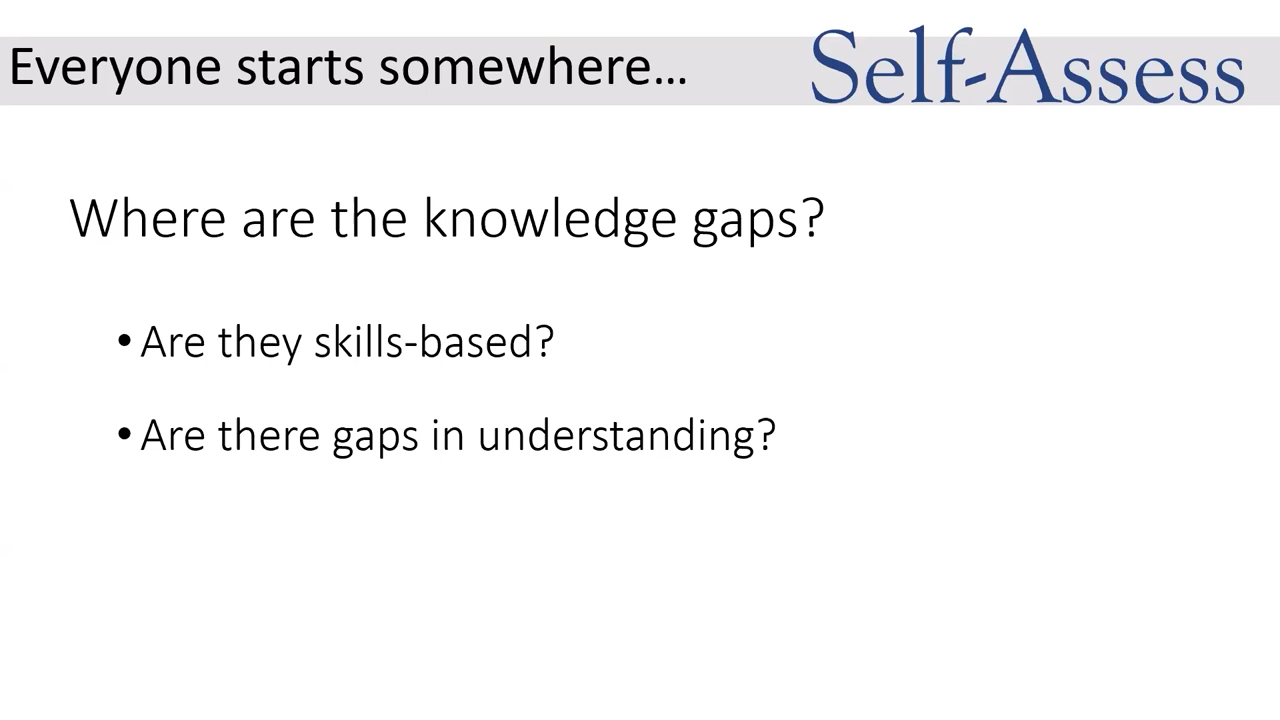 Everyone starts somewhere…
Self-Assess
Where are the knowledge gaps?
• Are they skills-based?
• Are there gaps in understanding?